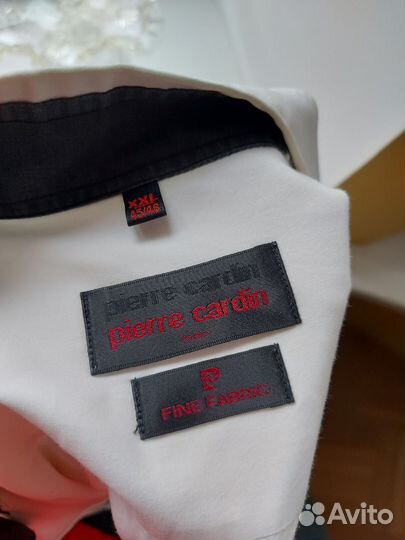 XXL
45/46
pierre cardin
pierre cardin
P
FINE FABRIC
Avito